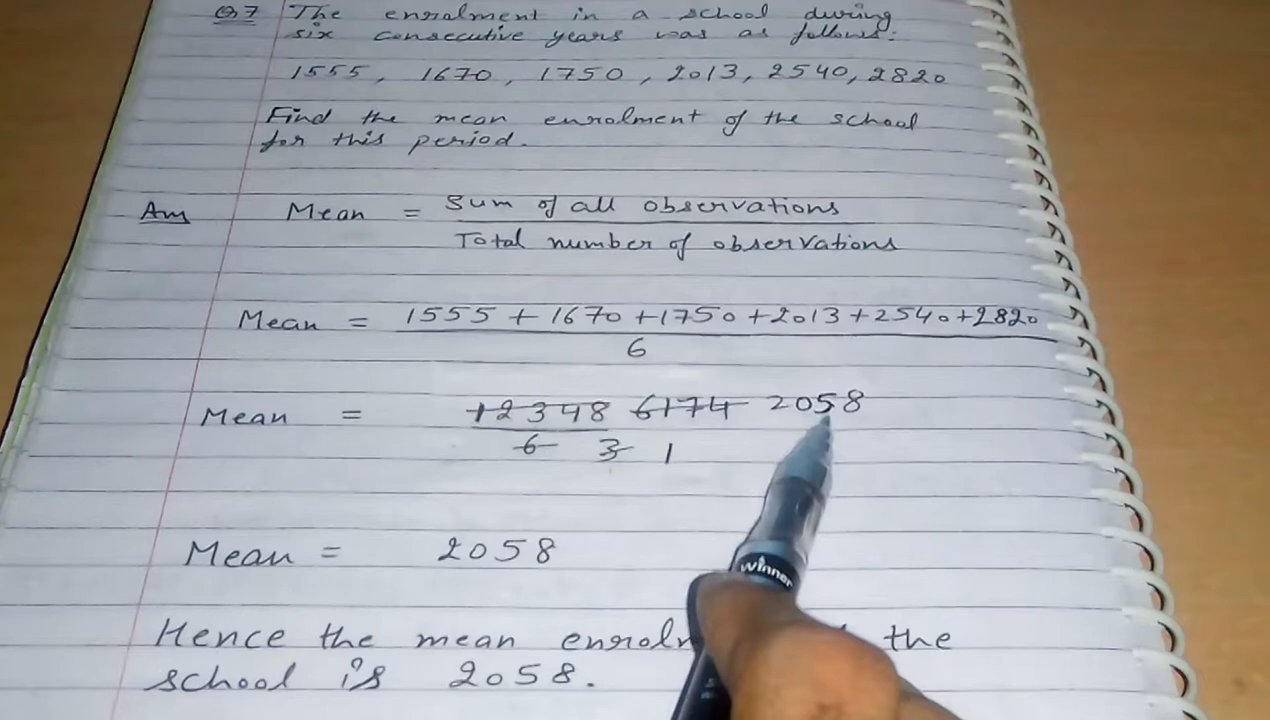 Q7 The enrolment in a school during
six consecutive years was as follows:
1555, 1670, 1750, 2013, 2540, 2820
Find the mean enrolment of the school
for this period.
Ans Mean = Sum of all observations
Total number of observations
Mean = 1555 + 1670 + 1750 + 2013 + 2540 + 2820
6
Mean = 12348 6174 2058
6 3 1
Winner
Mean = 2058
Hence the mean the
school is 2058.